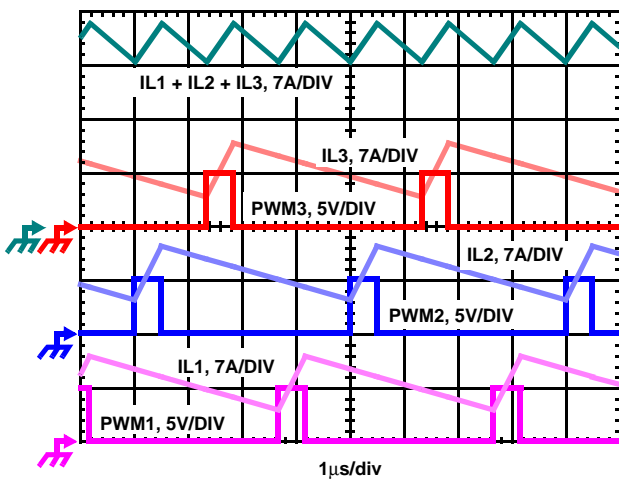 IL1 + IL2 + IL3, 7A/DIV
IL3, 7A/DIV
PWM3, 5V/DIV
IL2, 7A/DIV
PWM2, 5V/DIV
IL1, 7A/DIV
PWM1, 5V/DIV
1μs/div